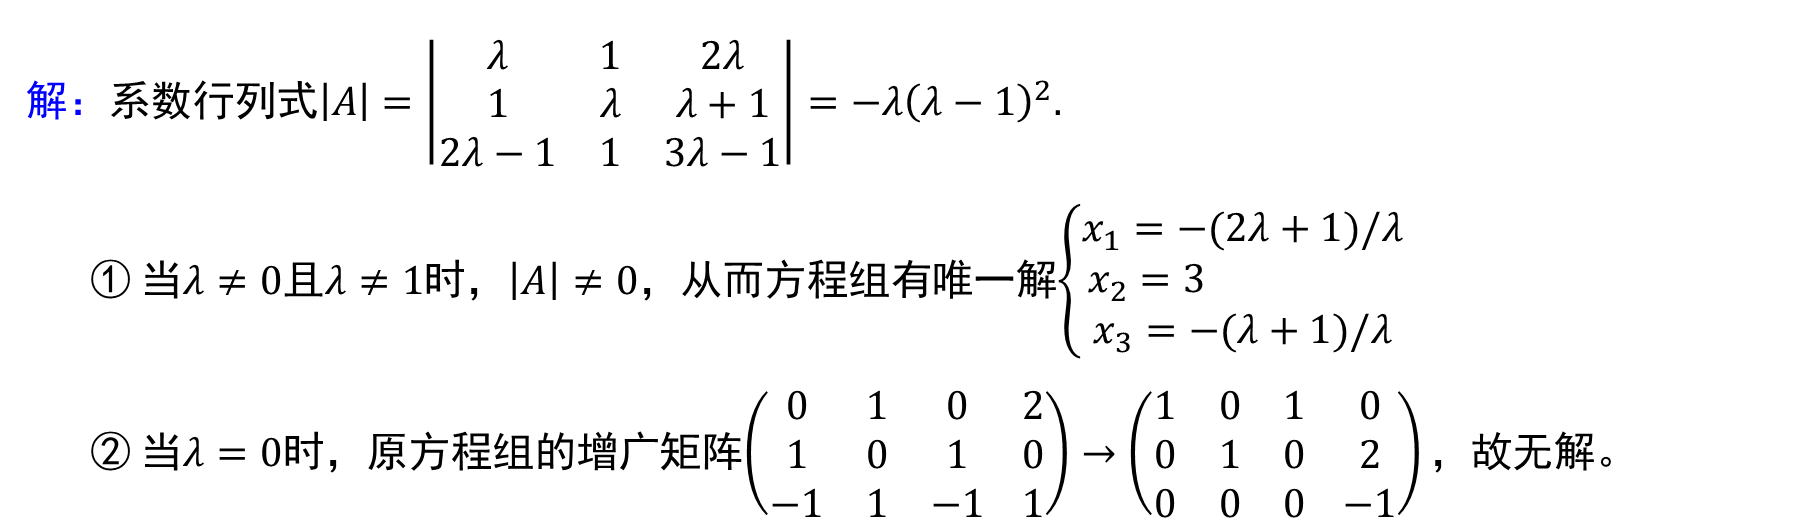 解：系数行列式|A| = |λ 1 2λ; 1 λ λ + 1; 2λ − 1 1 3λ − 1| = −λ(λ − 1)².
① 当λ ≠ 0且λ ≠ 1时，|A| ≠ 0，从而方程组有唯一解{x₁ = −(2λ + 1)/λ; x₂ = 3; x₃ = −(λ + 1)/λ
② 当λ = 0时，原方程组的增广矩阵(0 1 0 2; 1 0 1 0; −1 1 −1 1) → (1 0 1 0; 0 1 0 2; 0 0 0 −1)，故无解。